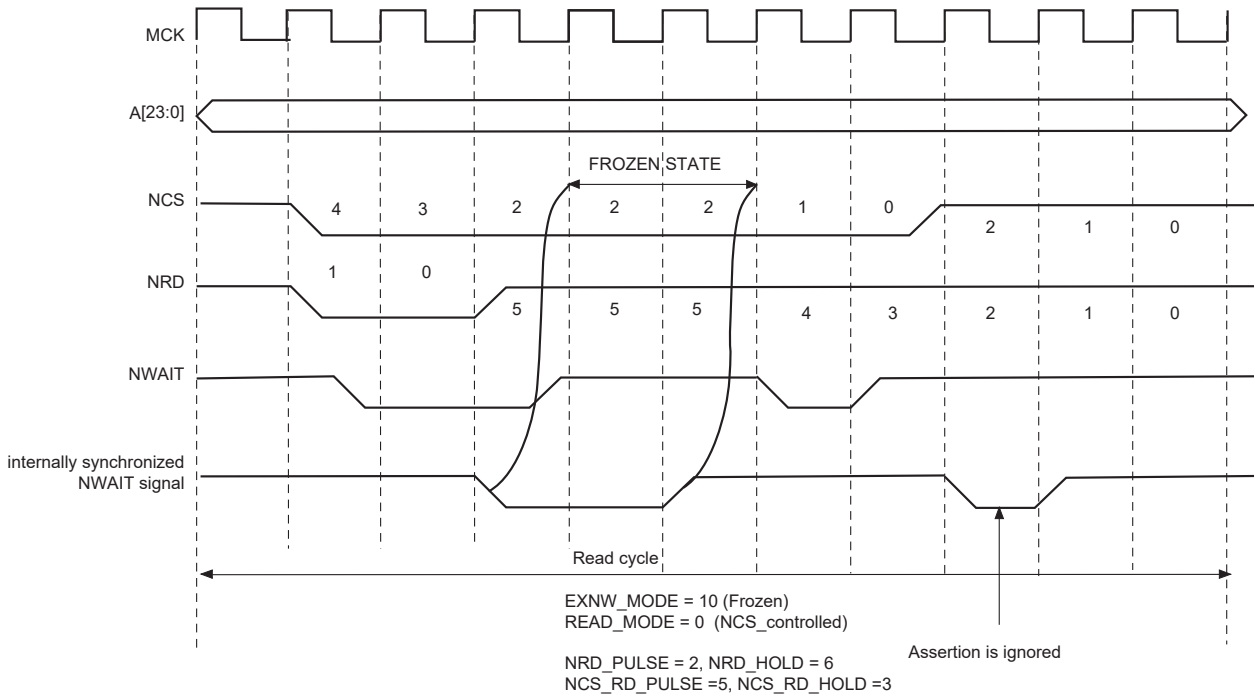 MCK
A[23:0]
FROZEN STATE
NCS
4 3 2 2 2 1 0
2 1 0
1 0
NRD
5 5 5 4 3 2 1 0
NWAIT
internally synchronized
NWAIT signal
Read cycle
EXNW_MODE = 10 (Frozen)
READ_MODE = 0 (NCS_controlled)
Assertion is ignored
NRD_PULSE = 2, NRD_HOLD = 6
NCS_RD_PULSE =5, NCS_RD_HOLD =3